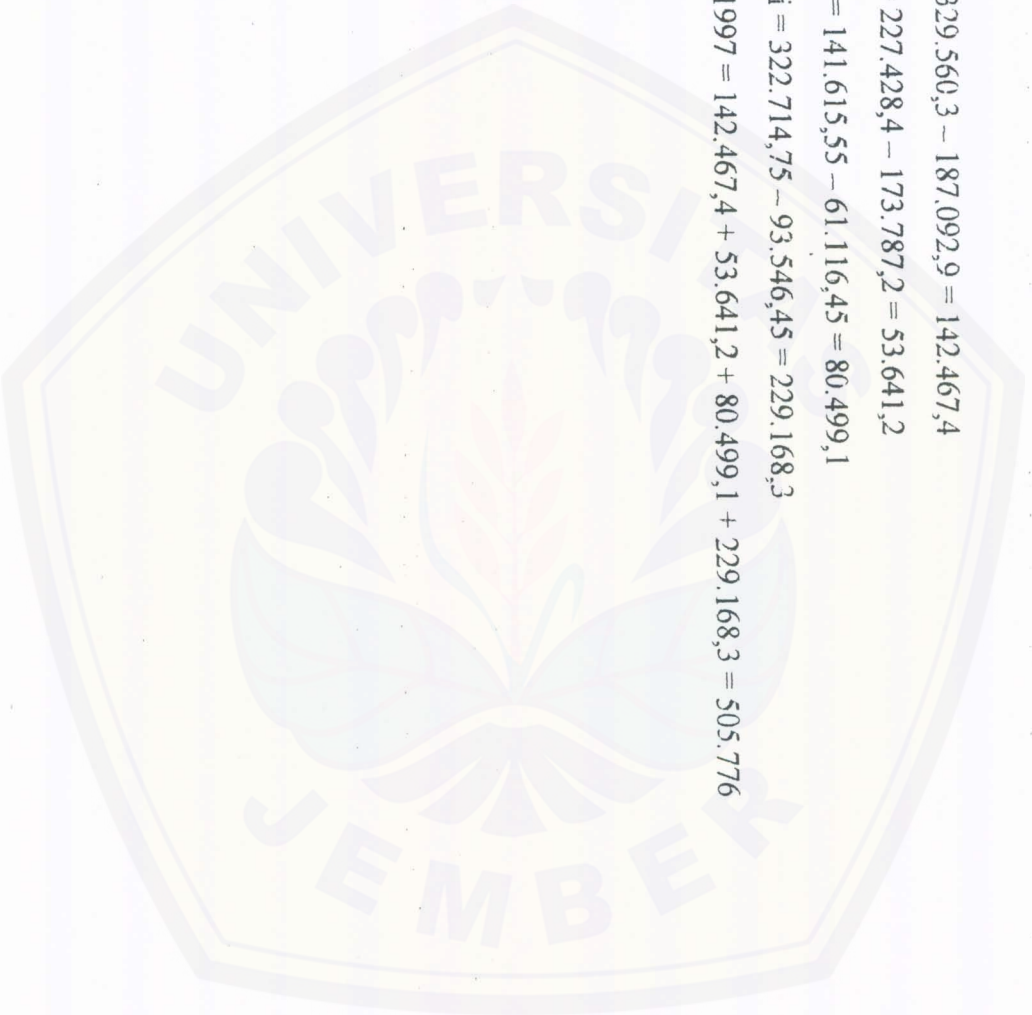 329.560,3 – 187.092,9 = 142.467,4
227.428,4 – 173.787,2 = 53.641,2
= 141.615,55 – 61.116,45 = 80.499,1
i = 322.714,75 – 93.546,45 = 229.168,3
1997 = 142.467,4 + 53.641,2 + 80.499,1 + 229.168,3 = 505.776
UNIVERSITAS
JEMBER